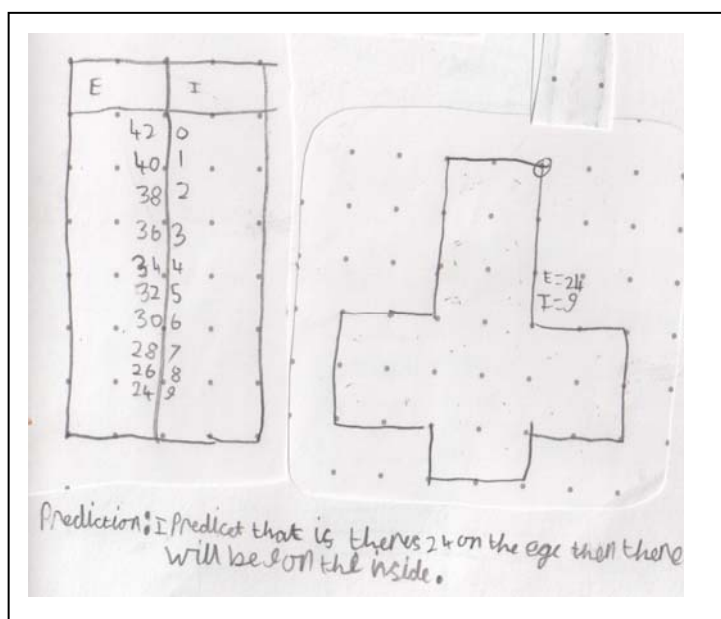 E I
42 0
40 1
38 2
36 3
34 4
32 5
30 6
28 7
26 8
24 9
E=24
I=9
Prediction: I Predict that is theres 24 on the ege then there
will be on the inside.